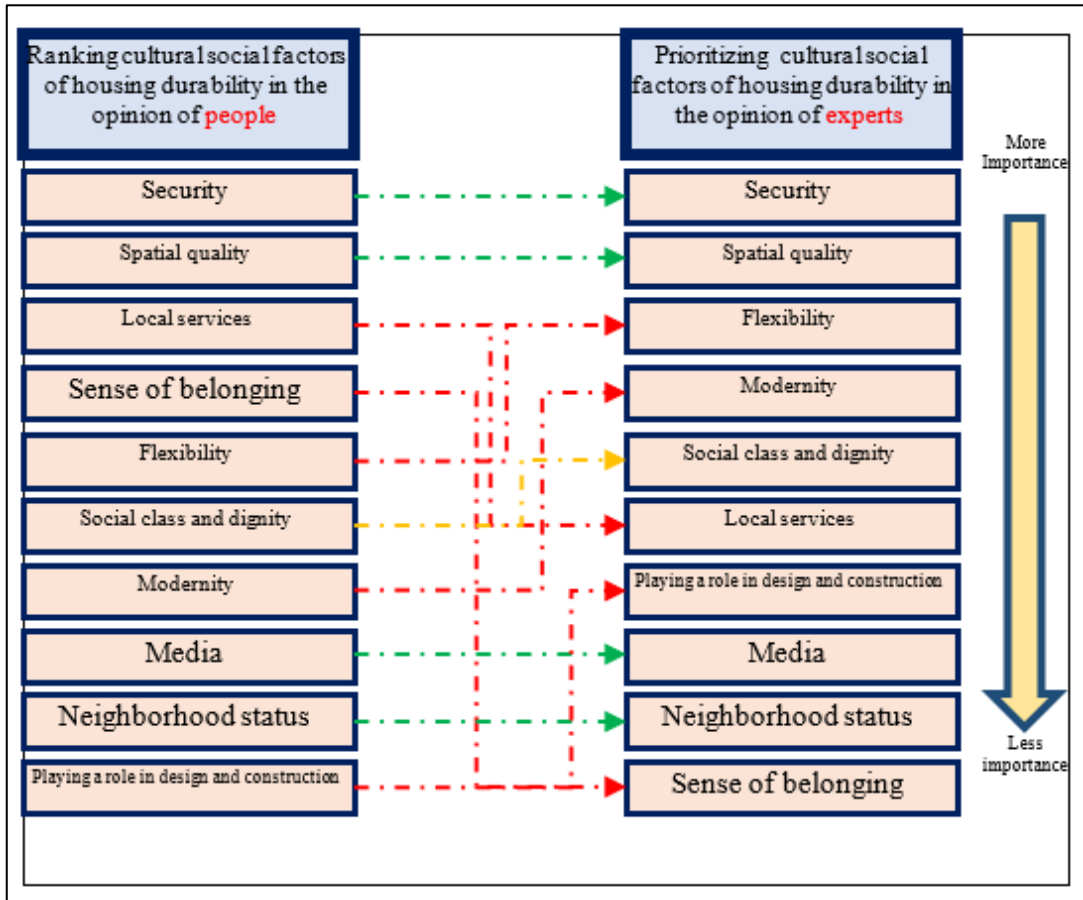 Ranking cultural social factors
of housing durability in the
opinion of people
Security
Spatial quality
Local services
Sense of belonging
Flexibility
Social class and dignity
Modernity
Media
Neighborhood status
Playing a role in design and construction
Prioritizing cultural social
factors of housing durability in
the opinion of experts
Security
Spatial quality
Flexibility
Modernity
Social class and dignity
Local services
Playing a role in design and construction
Media
Neighborhood status
Sense of belonging
More
Importance
Less
importance